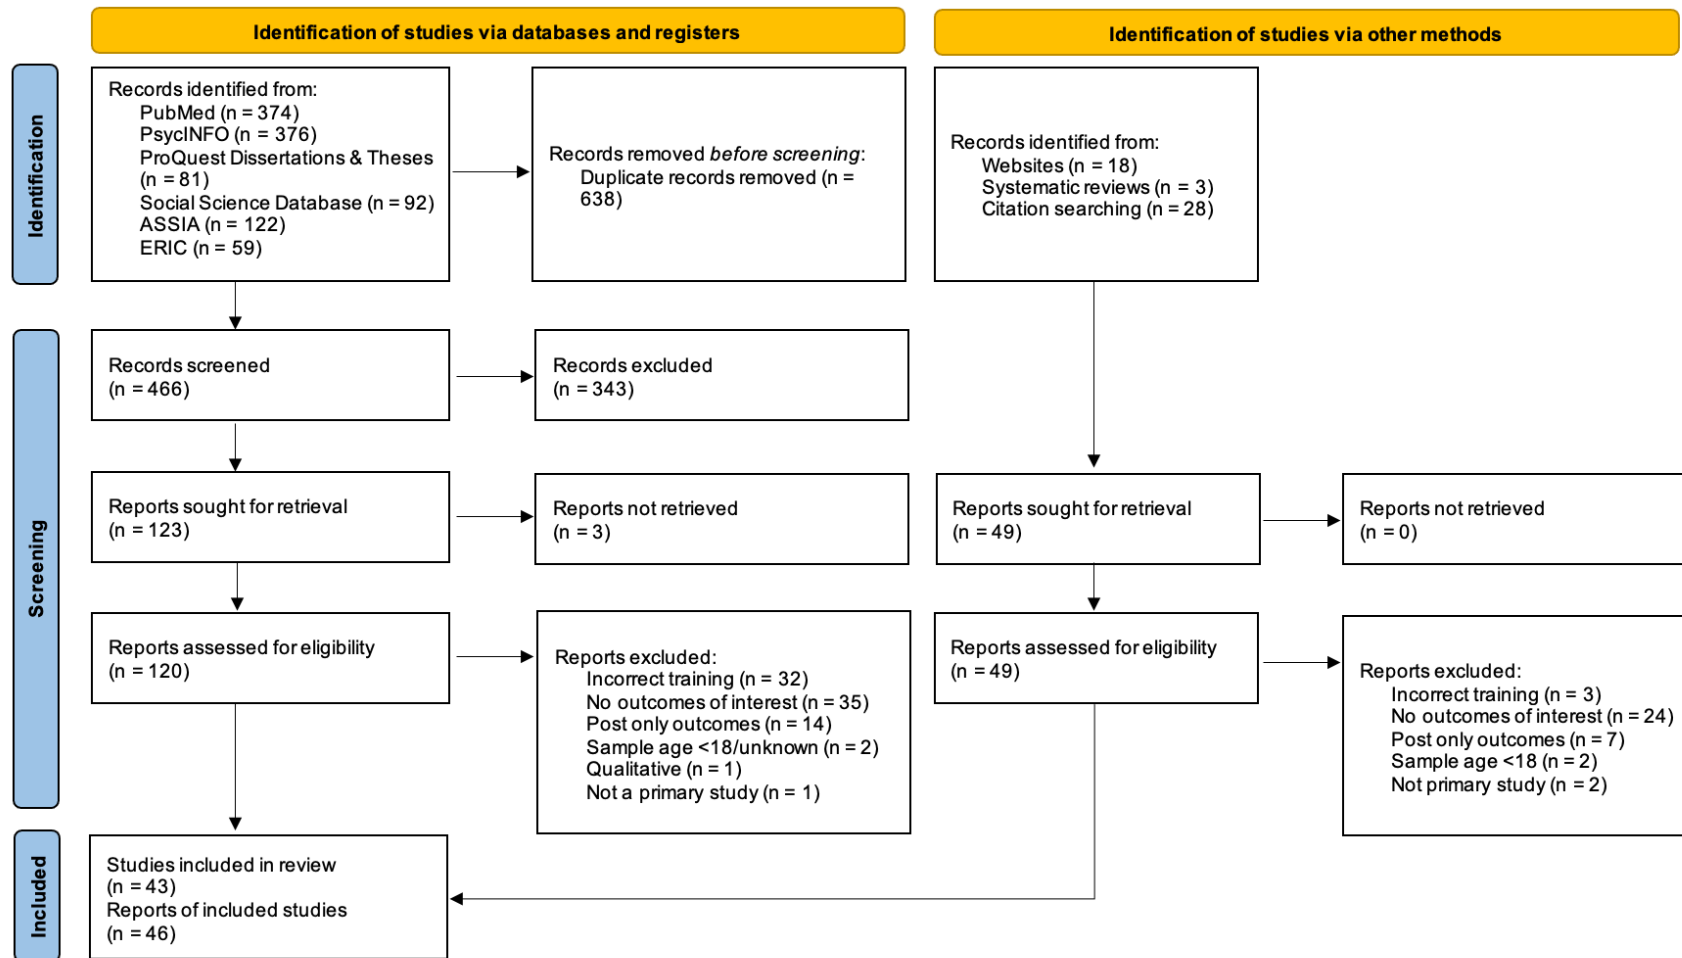 Identification of studies via databases and registers
Identification of studies via other methods
Identification
Records identified from:
PubMed (n = 374)
PsycINFO (n = 376)
ProQuest Dissertations & Theses
(n = 81)
Social Science Database (n = 92)
ASSIA (n = 122)
ERIC (n = 59)
Records removed before screening:
Duplicate records removed (n =
638)
Records identified from:
Websites (n = 18)
Systematic reviews (n = 3)
Citation searching (n = 28)
Screening
Records screened
(n = 466)
Records excluded
(n = 343)
Reports sought for retrieval
(n = 123)
Reports not retrieved
(n = 3)
Reports sought for retrieval
(n = 49)
Reports not retrieved
(n = 0)
Reports assessed for eligibility
(n = 120)
Reports excluded:
Incorrect training (n = 32)
No outcomes of interest (n = 35)
Post only outcomes (n = 14)
Sample age <18/unknown (n = 2)
Qualitative (n = 1)
Not a primary study (n = 1)
Reports assessed for eligibility
(n = 49)
Reports excluded:
Incorrect training (n = 3)
No outcomes of interest (n = 24)
Post only outcomes (n = 7)
Sample age <18 (n = 2)
Not primary study (n = 2)
Included
Studies included in review
(n = 43)
Reports of included studies
(n = 46)